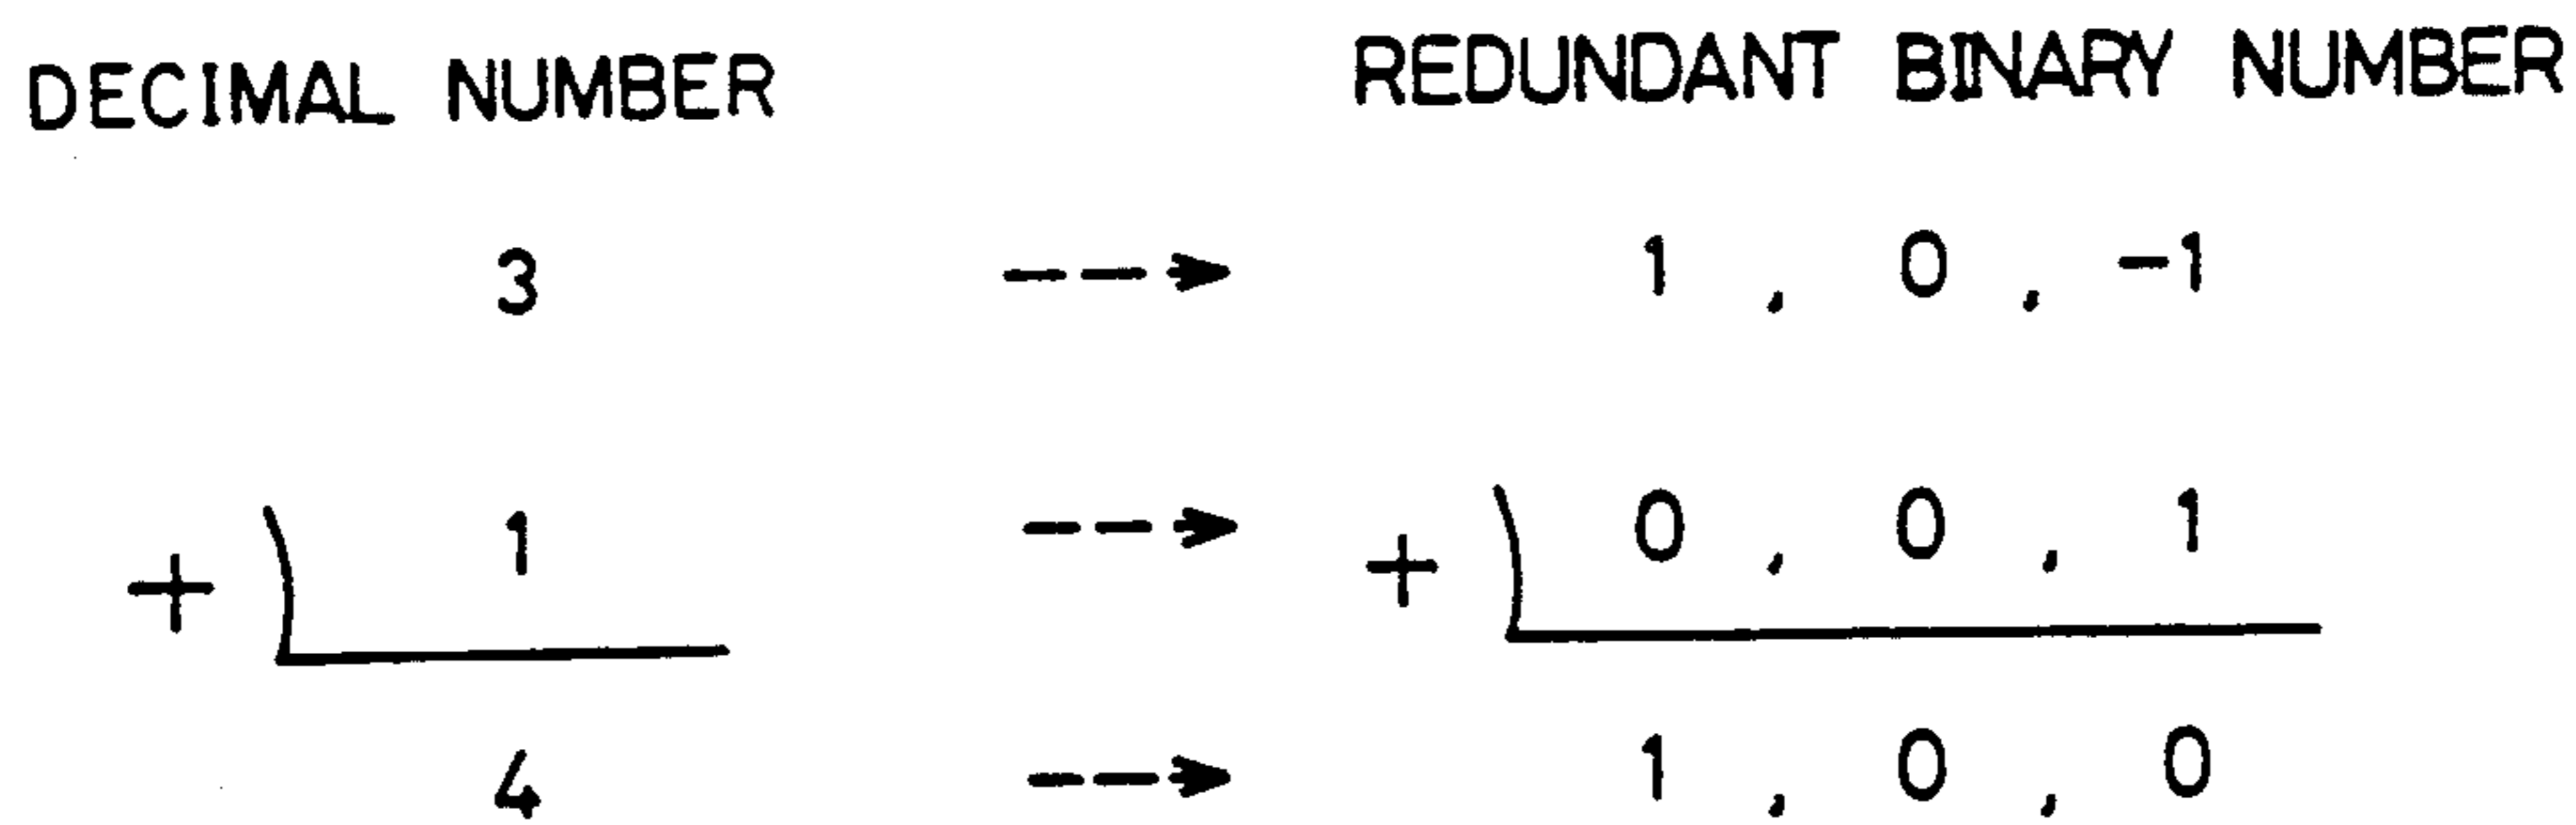 DECIMAL NUMBER REDUNDANT BINARY NUMBER
3 --→ 1 , 0 , -1
+ 1 --→ + 0 , 0 , 1
4 --→ 1 , 0 , 0